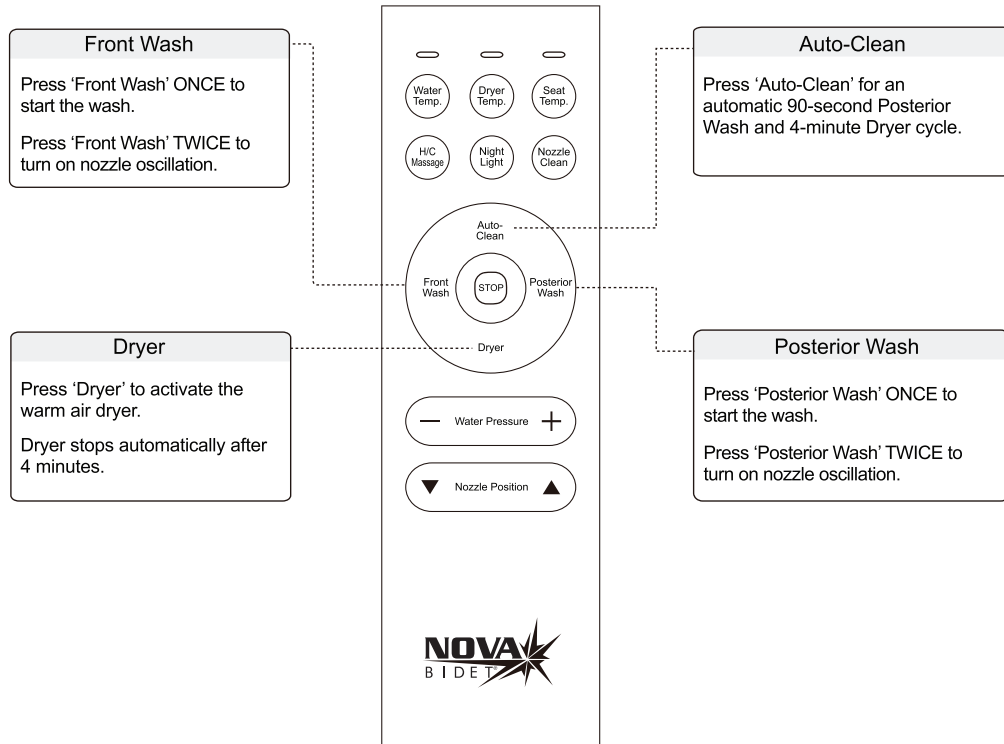 Front Wash
Press ‘Front Wash’ ONCE to
start the wash.
Press ‘Front Wash’ TWICE to
turn on nozzle oscillation.
Dryer
Press ‘Dryer’ to activate the
warm air dryer.
Dryer stops automatically after
4 minutes.
Water
Temp.
Dryer
Temp.
Seat
Temp.
H/C
Massage
Night
Light
Nozzle
Clean
Auto-
Clean
Front
Wash
STOP
Posterior
Wash
Dryer
Water Pressure
Nozzle Position
NOVA
BIDET®
Auto-Clean
Press ‘Auto-Clean’ for an
automatic 90-second Posterior
Wash and 4-minute Dryer cycle.
Posterior Wash
Press ‘Posterior Wash’ ONCE to
start the wash.
Press ‘Posterior Wash’ TWICE to
turn on nozzle oscillation.